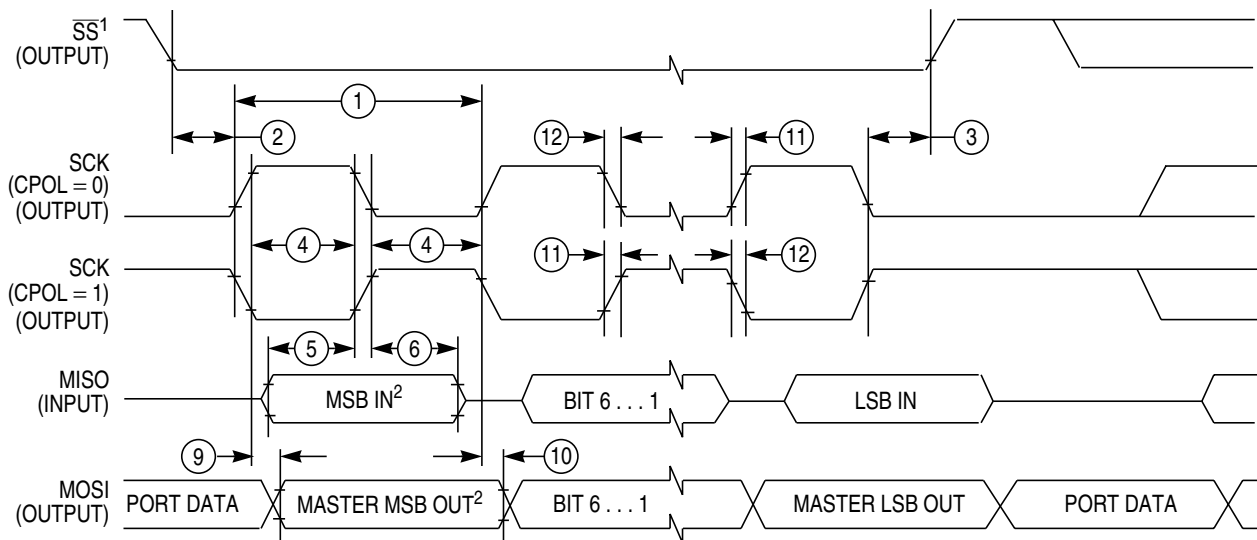 SS¹
(OUTPUT)
1
2
12
11
3
SCK
(CPOL = 0)
(OUTPUT)
4
4
11
12
SCK
(CPOL = 1)
(OUTPUT)
5
6
MISO
(INPUT)
MSB IN²
BIT 6 . . . 1
LSB IN
9
10
MOSI
(OUTPUT)
PORT DATA
MASTER MSB OUT²
BIT 6 . . . 1
MASTER LSB OUT
PORT DATA